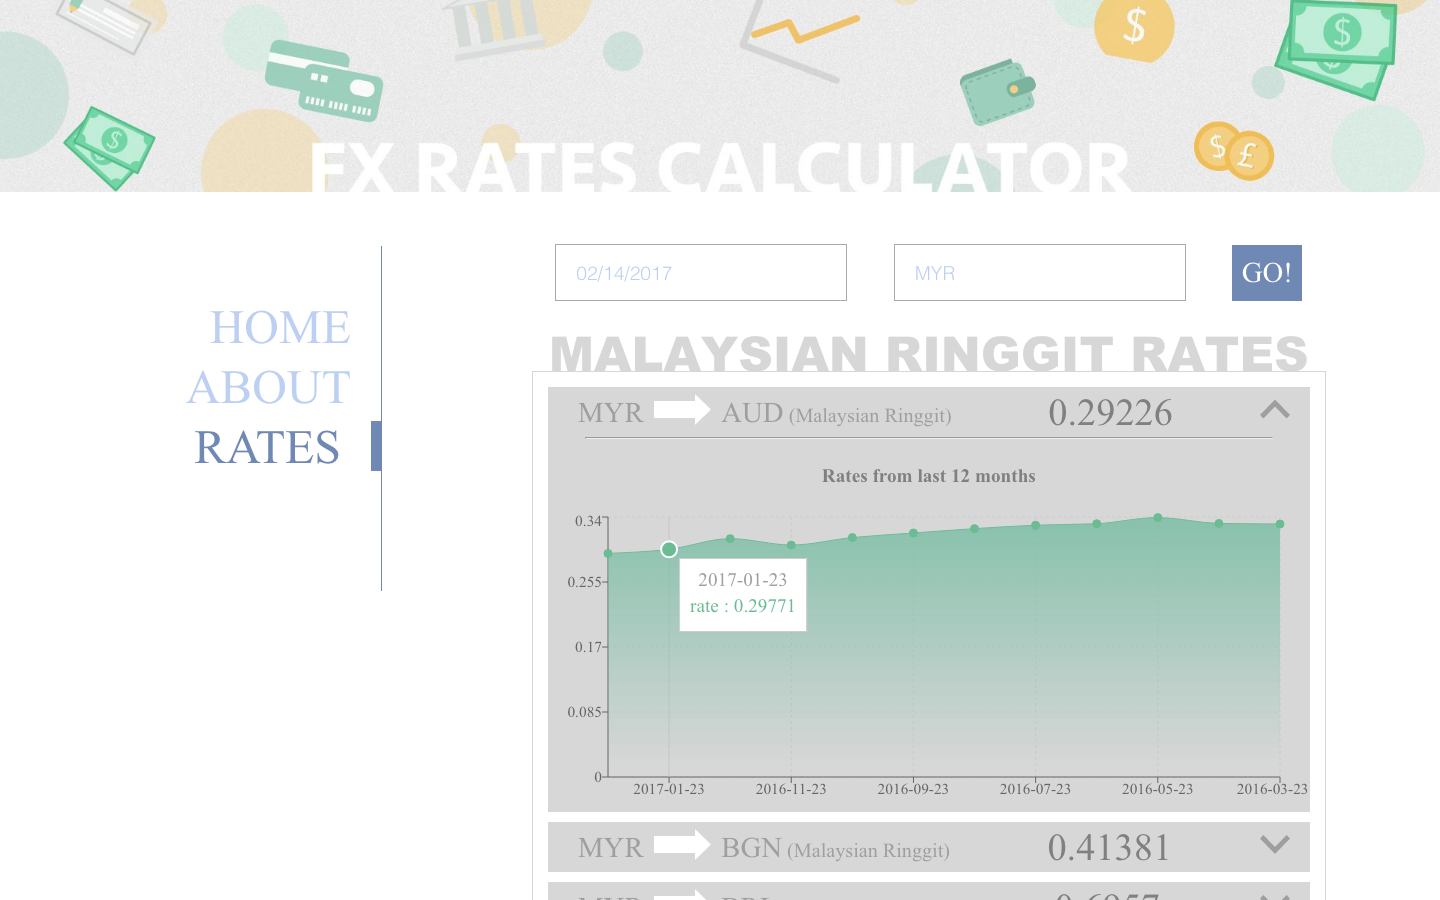 FX RATES CALCULATOR
HOME
ABOUT
RATES
02/14/2017
MYR
GO!
MALAYSIAN RINGGIT RATES
MYR AUD (Malaysian Ringgit) 0.29226
Rates from last 12 months
0.34
0.255
0.17
0.085
0
2017-01-23
rate : 0.29771
2017-01-23 2016-11-23 2016-09-23 2016-07-23 2016-05-23 2016-03-23
MYR BGN (Malaysian Ringgit) 0.41381
MYR